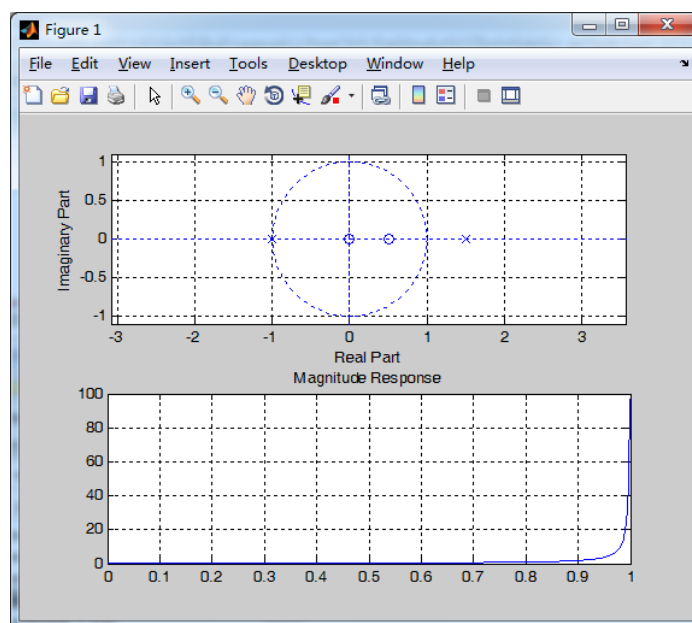 Figure 1
File Edit View Insert Tools Desktop Window Help
1
0.5
0
-0.5
-1
Imaginary Part
-3 -2 -1 0 1 2 3
Real Part
Magnitude Response
100
80
60
40
20
0
0 0.1 0.2 0.3 0.4 0.5 0.6 0.7 0.8 0.9 1